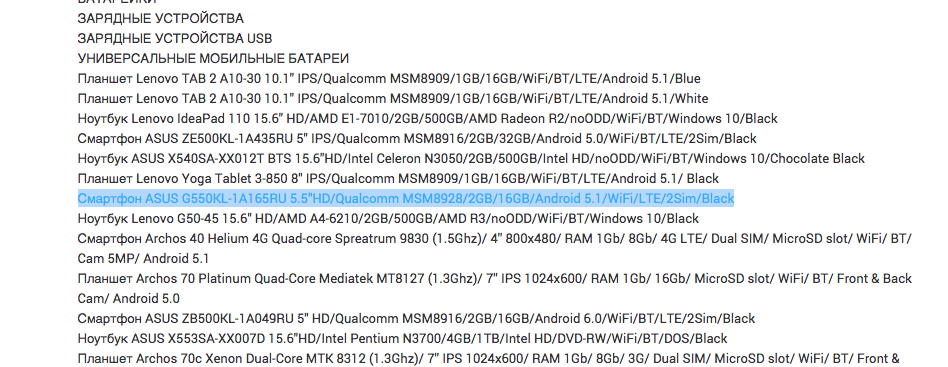 БАТАРЕЙКИ
ЗАРЯДНЫЕ УСТРОЙСТВА
ЗАРЯДНЫЕ УСТРОЙСТВА USB
УНИВЕРСАЛЬНЫЕ МОБИЛЬНЫЕ БАТАРЕИ
Планшет Lenovo TAB 2 A10-30 10.1" IPS/Qualcomm MSM8909/1GB/16GB/WiFi/BT/LTE/Android 5.1/Blue
Планшет Lenovo TAB 2 A10-30 10.1" IPS/Qualcomm MSM8909/1GB/16GB/WiFi/BT/LTE/Android 5.1/White
Ноутбук Lenovo IdeaPad 110 15.6" HD/AMD E1-7010/2GB/500GB/AMD Radeon R2/noODD/WiFi/BT/Windows 10/Black
Смартфон ASUS ZE500KL-1A435RU 5" IPS/Qualcomm MSM8916/2GB/32GB/Android 5.0/WiFi/BT/LTE/2Sim/Black
Ноутбук ASUS X540SA-XX012T BTS 15.6"HD/Intel Celeron N3050/2GB/500GB/Intel HD/noODD/WiFi/BT/Windows 10/Chocolate Black
Планшет Lenovo Yoga Tablet 3-850 8" IPS/Qualcomm MSM8909/1GB/16GB/WiFi/BT/LTE/Android 5.1/ Black
Смартфон ASUS G550KL-1A165RU 5.5"HD/Qualcomm MSM8928/2GB/16GB/Android 5.1/WiFi/LTE/2Sim/Black
Ноутбук Lenovo G50-45 15.6" HD/AMD A4-6210/2GB/500GB/AMD R3/noODD/WiFi/BT/Windows 10/Black
Смартфон Archos 40 Helium 4G Quad-core Spreatrum 9830 (1.5Ghz)/ 4" 800x480/ RAM 1Gb/ 8Gb/ 4G LTE/ Dual SIM/ MicroSD slot/ WiFi/ BT/
Cam 5MP/ Android 5.1
Планшет Archos 70 Platinum Quad-Core Mediatek MT8127 (1.3Ghz)/ 7" IPS 1024x600/ RAM 1Gb/ 16Gb/ MicroSD slot/ WiFi/ BT/ Front & Back
Cam/ Android 5.0
Смартфон ASUS ZB500KL-1A049RU 5" HD/Qualcomm MSM8916/2GB/16GB/Android 6.0/WiFi/BT/LTE/2Sim/Black
Ноутбук ASUS X553SA-XX007D 15.6"HD/Intel Pentium N3700/4GB/1TB/Intel HD/DVD-RW/WiFi/BT/DOS/Black
Планшет Archos 70c Xenon Dual-Core MTK 8312 (1.3Ghz)/ 7" IPS 1024x600/ RAM 1Gb/ 8Gb/ 3G/ Dual SIM/ MicroSD slot/ WiFi/ BT/ Front &